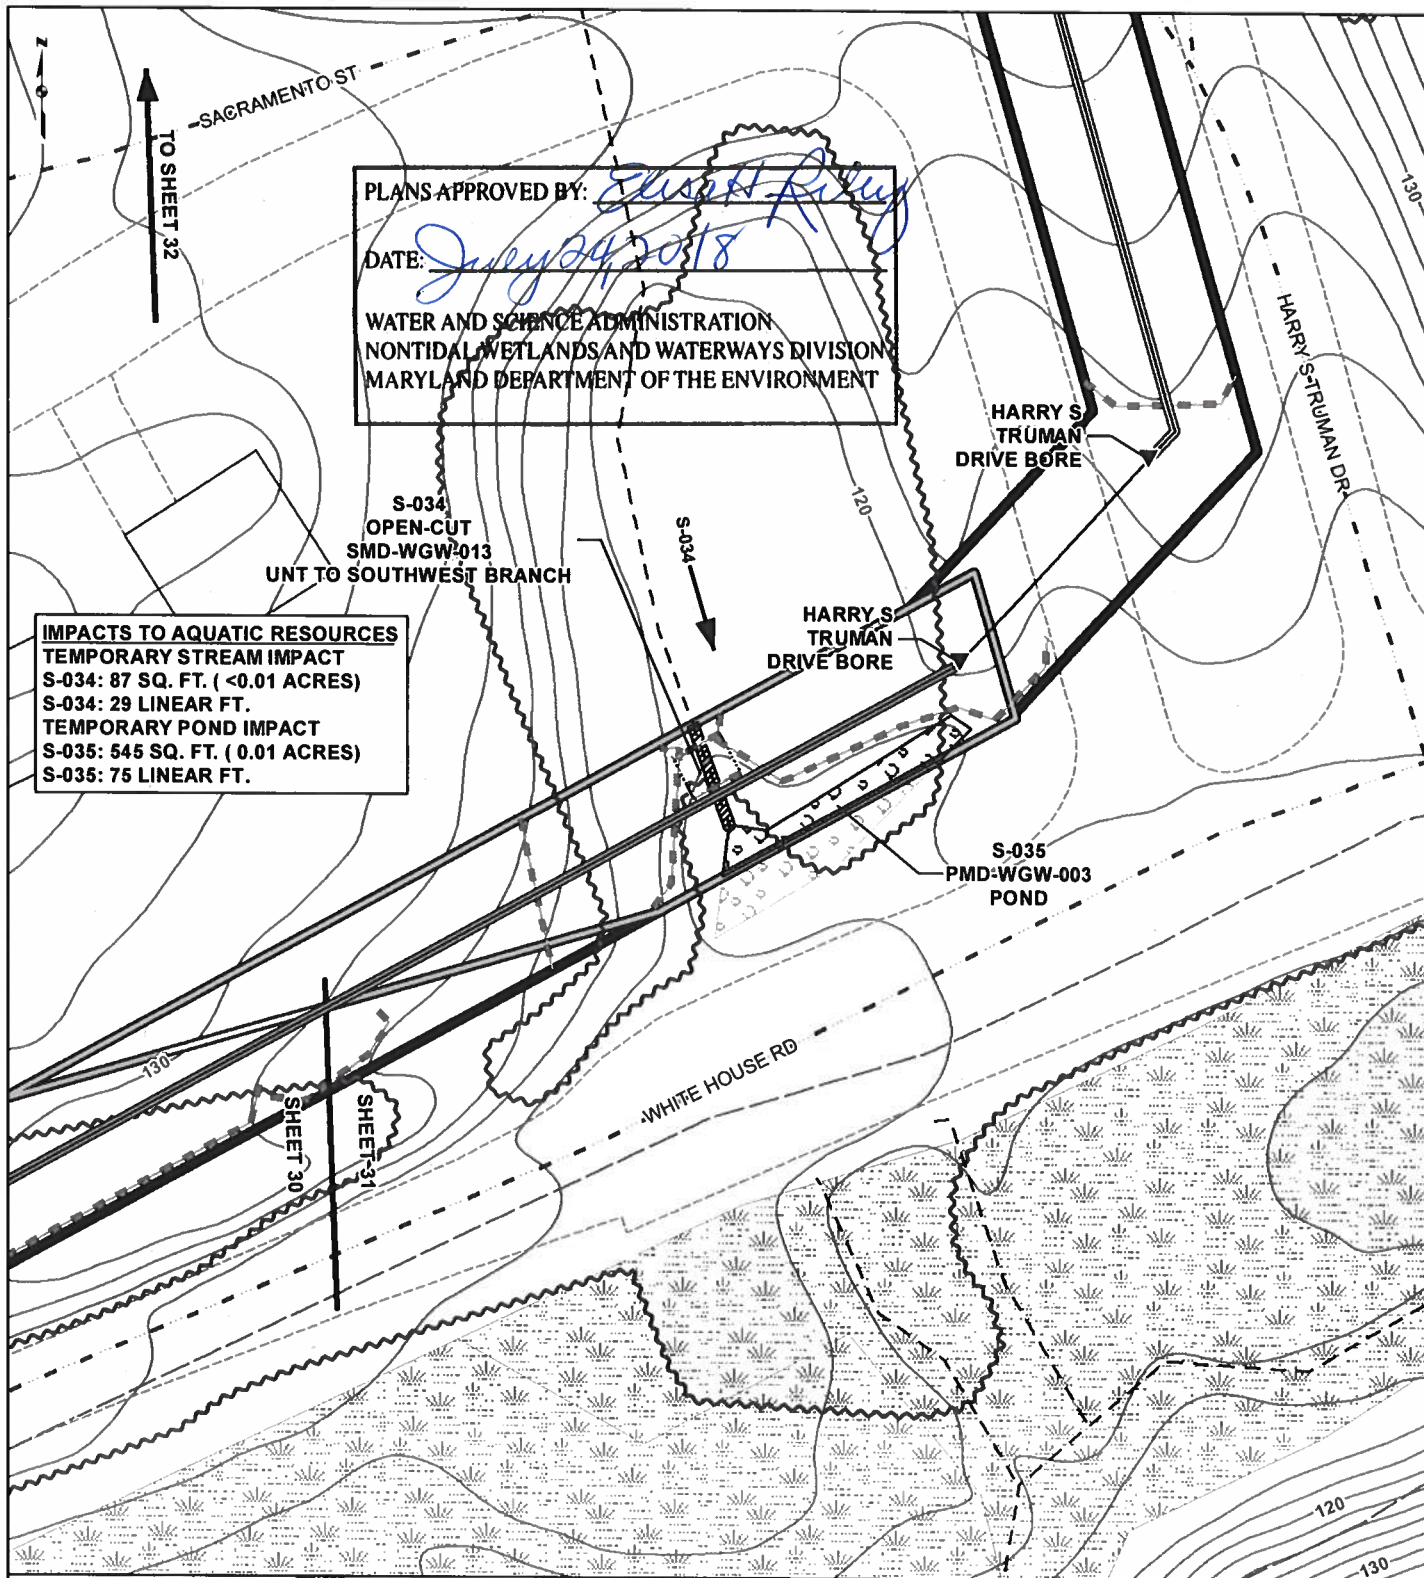 Z
SACRAMENTO ST
TO SHEET 32
PLANS APPROVED BY: Elisa H Riley
DATE: July 24, 2018
WATER AND SCIENCE ADMINISTRATION
NONTIDAL WETLANDS AND WATERWAYS DIVISION
MARYLAND DEPARTMENT OF THE ENVIRONMENT
130
HARRY S TRUMAN DR
HARRY S
TRUMAN
DRIVE BORE
120
S-034
OPEN-CUT
SMD-WGW-013
UNT TO SOUTHWEST BRANCH
S-034
HARRY S
TRUMAN
DRIVE BORE
IMPACTS TO AQUATIC RESOURCES
TEMPORARY STREAM IMPACT
S-034: 87 SQ. FT. ( <0.01 ACRES)
S-034: 29 LINEAR FT.
TEMPORARY POND IMPACT
S-035: 545 SQ. FT. ( 0.01 ACRES)
S-035: 75 LINEAR FT.
S-035
PMD-WGW-003
POND
130
WHITE HOUSE RD
SHEET 30
SHEET 31
120
130